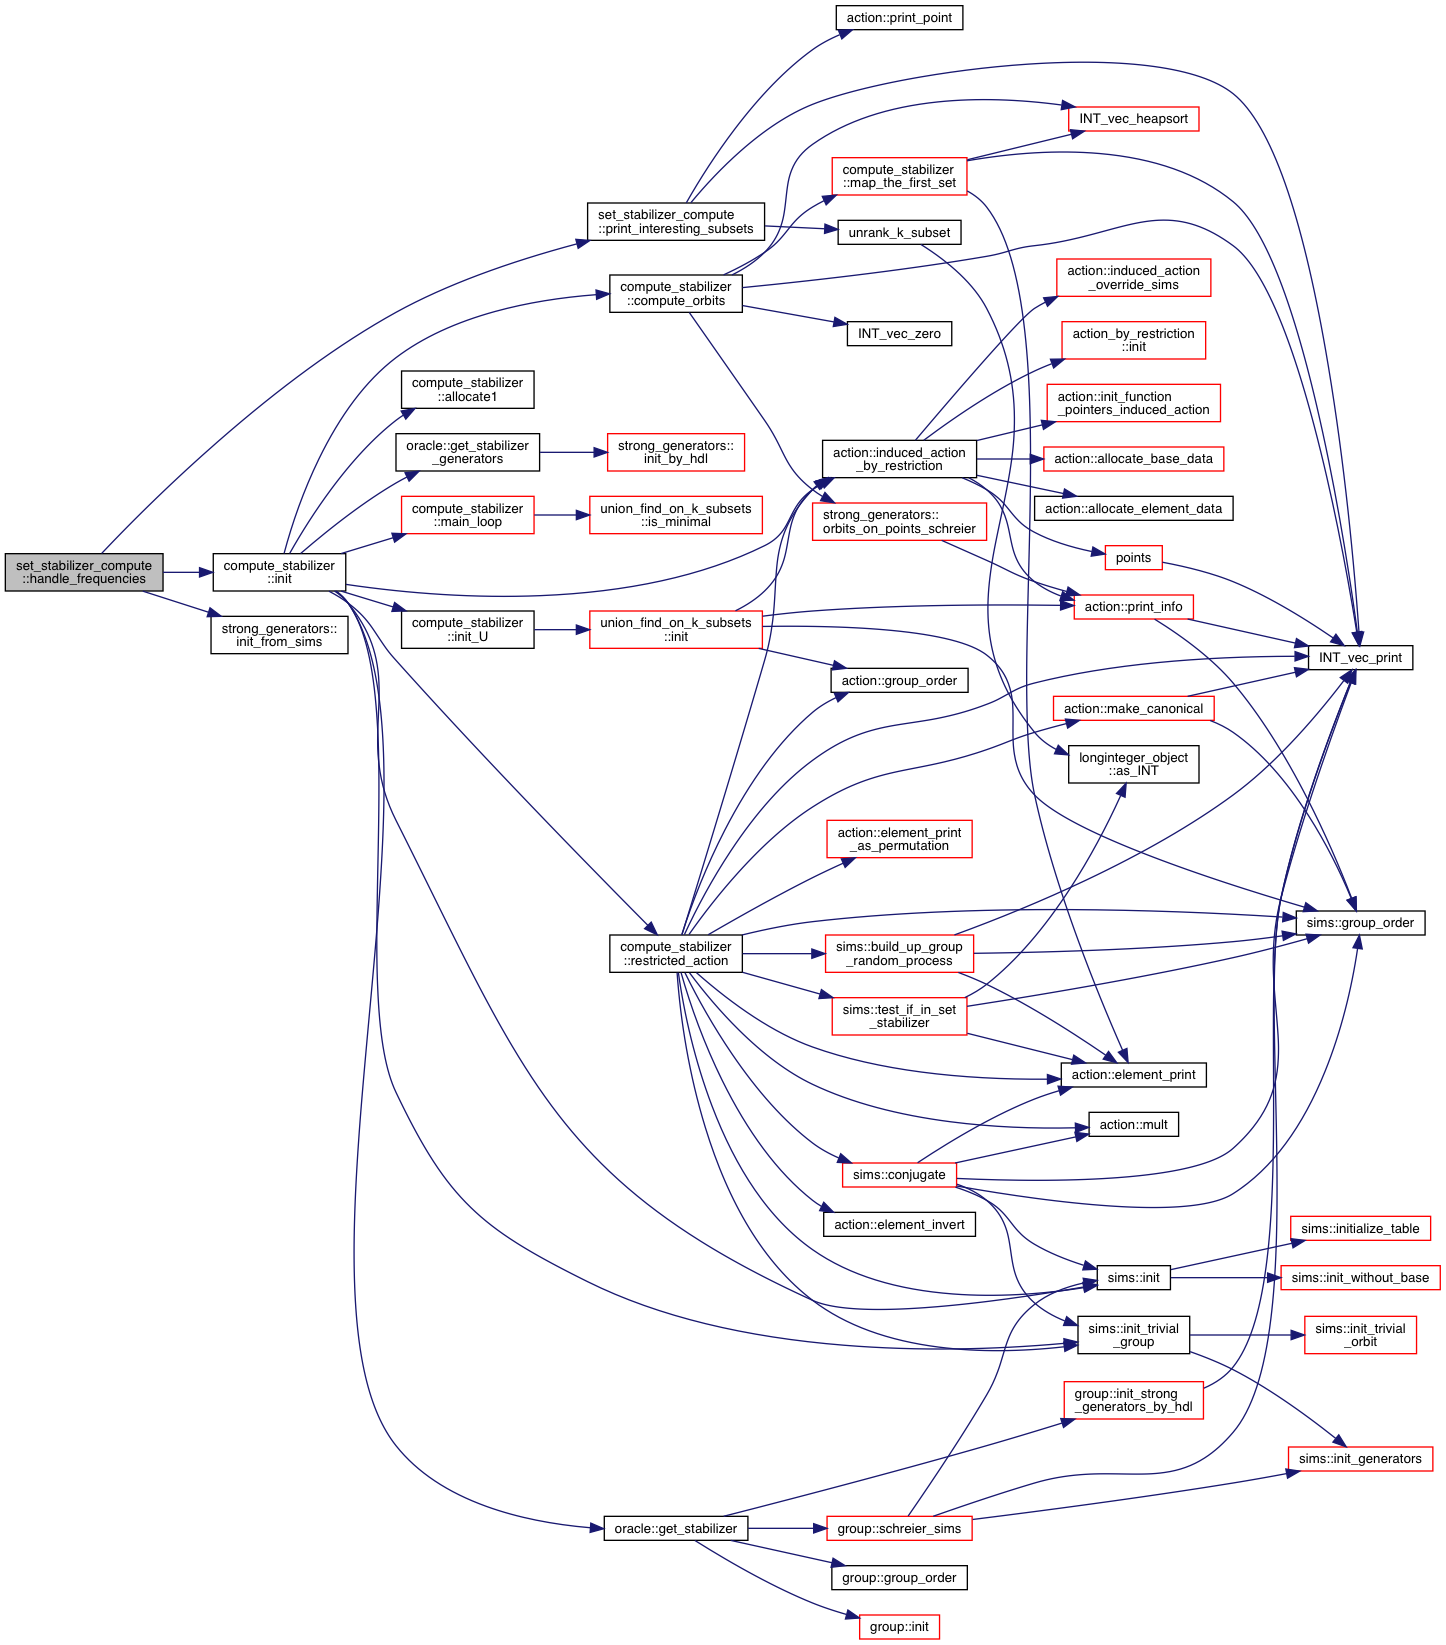 action::print_point
INT_vec_heapsort
compute_stabilizer
::map_the_first_set
set_stabilizer_compute
::print_interesting_subsets
unrank_k_subset
action::induced_action
_override_sims
compute_stabilizer
::compute_orbits
INT_vec_zero
action_by_restriction
::init
compute_stabilizer
::allocate1
action::init_function
_pointers_induced_action
oracle::get_stabilizer
_generators
strong_generators::
init_by_hdl
action::induced_action
_by_restriction
action::allocate_base_data
compute_stabilizer
::main_loop
union_find_on_k_subsets
::is_minimal
strong_generators::
orbits_on_points_schreier
action::allocate_element_data
points
set_stabilizer_compute
::handle_frequencies
compute_stabilizer
::init
action::print_info
strong_generators::
init_from_sims
compute_stabilizer
::init_U
union_find_on_k_subsets
::init
INT_vec_print
action::group_order
action::make_canonical
longinteger_object
::as_INT
action::element_print
_as_permutation
sims::group_order
compute_stabilizer
::restricted_action
sims::build_up_group
_random_process
sims::test_if_in_set
_stabilizer
action::element_print
action::mult
sims::conjugate
action::element_invert
sims::initialize_table
sims::init
sims::init_without_base
sims::init_trivial
_group
sims::init_trivial
_orbit
group::init_strong
_generators_by_hdl
sims::init_generators
oracle::get_stabilizer
group::schreier_sims
group::group_order
group::init